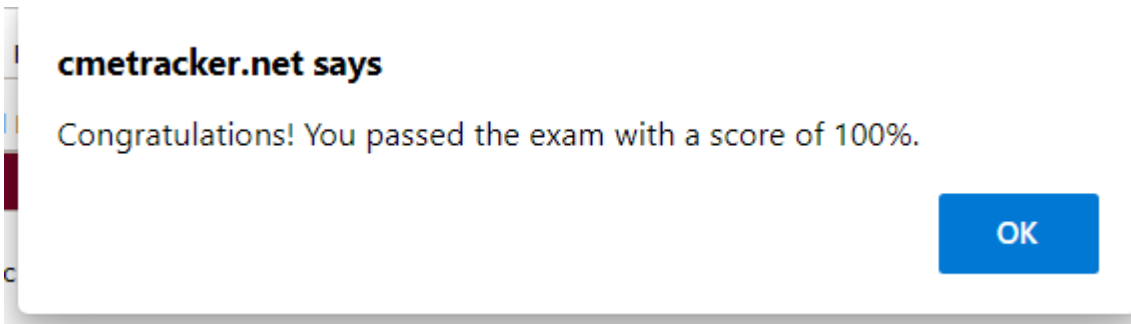 cmetracker.net says
Congratulations! You passed the exam with a score of 100%.
OK